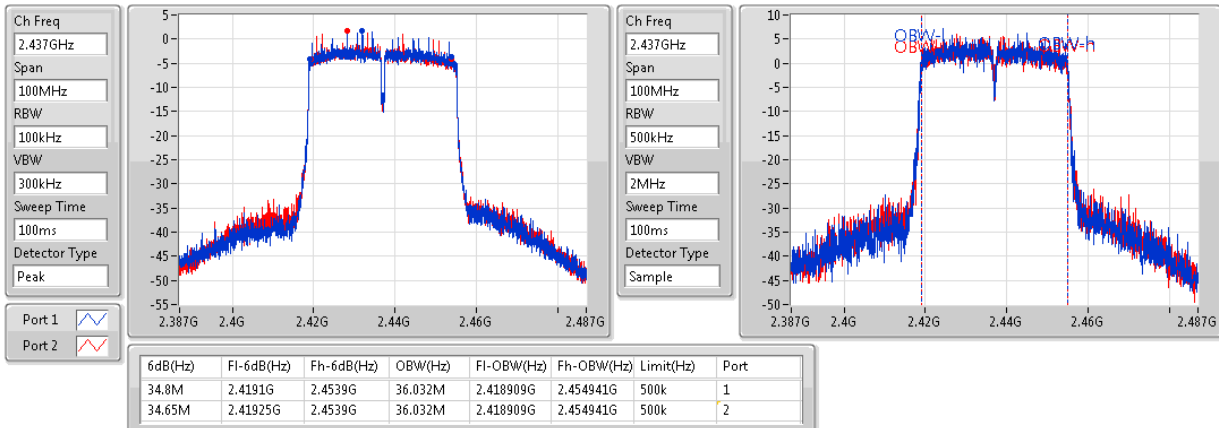 Ch Freq
2.437GHz
Span
100MHz
RBW
100kHz
VBW
300kHz
Sweep Time
100ms
Detector Type
Peak
Port 1
Port 2
5
0
-5
-10
-15
-20
-25
-30
-35
-40
-45
-50
-55
2.387G 2.4G 2.42G 2.44G 2.46G 2.487G
Ch Freq
2.437GHz
Span
100MHz
RBW
500kHz
VBW
2MHz
Sweep Time
100ms
Detector Type
Sample
10
5
0
-5
-10
-15
-20
-25
-30
-35
-40
-45
-50
OBW-l
OBW-h
2.387G 2.4G 2.42G 2.44G 2.46G 2.487G
6dB(Hz) Fl-6dB(Hz) Fh-6dB(Hz) OBW(Hz) Fl-OBW(Hz) Fh-OBW(Hz) Limit(Hz) Port
34.8M 2.4191G 2.4539G 36.032M 2.418909G 2.454941G 500k 1
34.65M 2.41925G 2.4539G 36.032M 2.418909G 2.454941G 500k 2